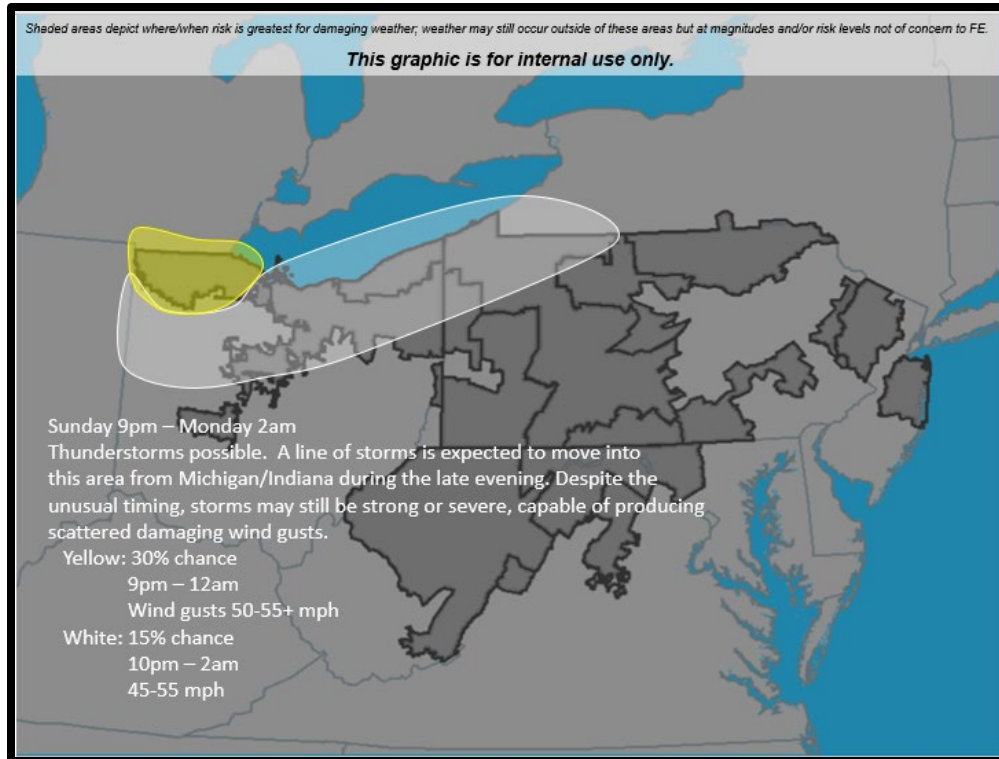 Shaded areas depict where/when risk is greatest for damaging weather; weather may still occur outside of these areas but at magnitudes and/or risk levels not of concern to FE.
This graphic is for internal use only.
Sunday 9pm – Monday 2am
Thunderstorms possible.  A line of storms is expected to move into
this area from Michigan/Indiana during the late evening. Despite the
unusual timing, storms may still be strong or severe, capable of producing
scattered damaging wind gusts.
Yellow: 30% chance
9pm – 12am
Wind gusts 50-55+ mph
White: 15% chance
10pm – 2am
45-55 mph